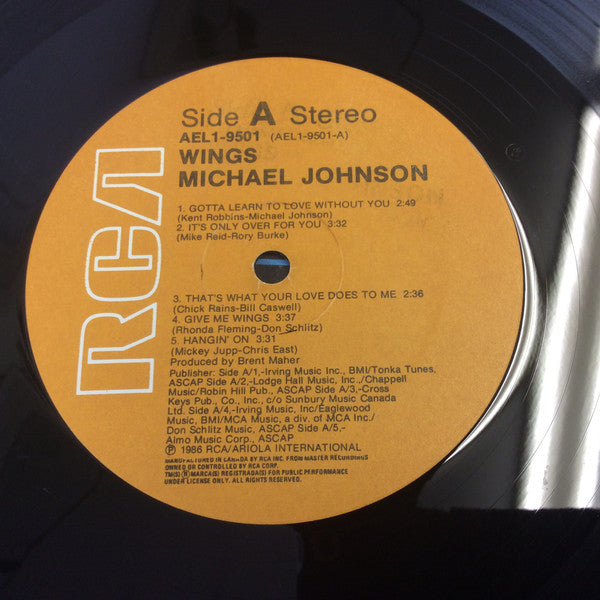 RCA
Side A Stereo
AEL1-9501 (AEL1-9501-A)
WINGS
MICHAEL JOHNSON
1. GOTTA LEARN TO LOVE WITHOUT YOU 2:49
(Kent Robbins-Michael Johnson)
2. IT'S ONLY OVER FOR YOU 3:32
(Mike Reid-Rory Burke)
3. THAT'S WHAT YOUR LOVE DOES TO ME 2:36
(Chick Rains-Bill Caswell)
4. GIVE ME WINGS 3:37
(Rhonda Fleming-Don Schlitz)
5. HANGIN' ON 3:31
(Mickey Jupp-Chris East)
Produced by Brent Maher
Publisher: Side A/1,-Irving Music Inc., BMI/Tonka Tunes,
ASCAP Side A/2,-Lodge Hall Music, Inc.,/Chappell
Music/Robin Hill Pub., ASCAP Side A/3,-Cross
Keys Pub., Co., Inc., c/o Sunbury Music Canada
Ltd. Side A/4,-Irving Music Inc/Eaglewood
Music, BMI/MCA Music, a div. of MCA Inc./
Don Schlitz Music, ASCAP Side A/5,-
Almo Music Corp., ASCAP
Ⓟ 1986 RCA/ARIOLA INTERNATIONAL
MANUFACTURED IN CANADA BY RCA INC. FROM MASTER RECORDINGS
OWNED OR CONTROLLED BY RCA CORP.
TM(S) ® MARCA(S) REGISTRADA(S) FOR PUBLIC PERFORMANCE
UNDER LICENSE ONLY. ALL RIGHTS RESERVED.